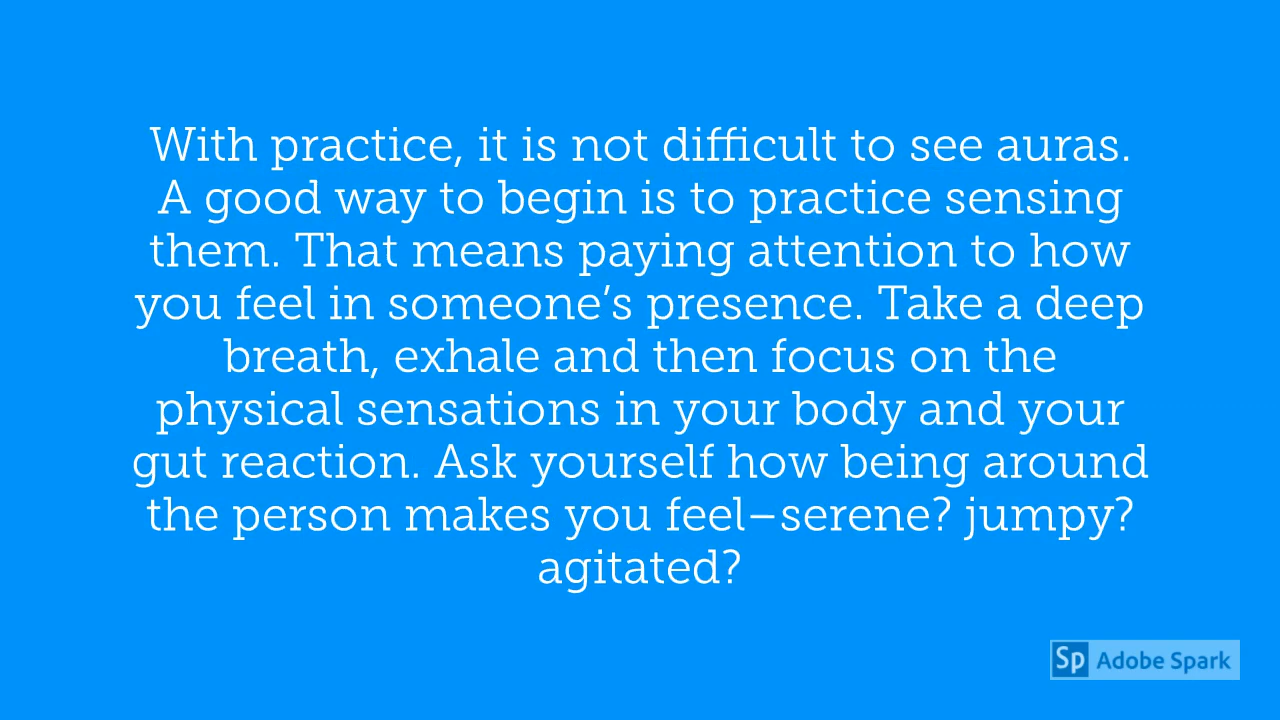 With practice, it is not difficult to see auras.
A good way to begin is to practice sensing
them. That means paying attention to how
you feel in someone’s presence. Take a deep
breath, exhale and then focus on the
physical sensations in your body and your
gut reaction. Ask yourself how being around
the person makes you feel–serene? jumpy?
agitated?
Sp Adobe Spark